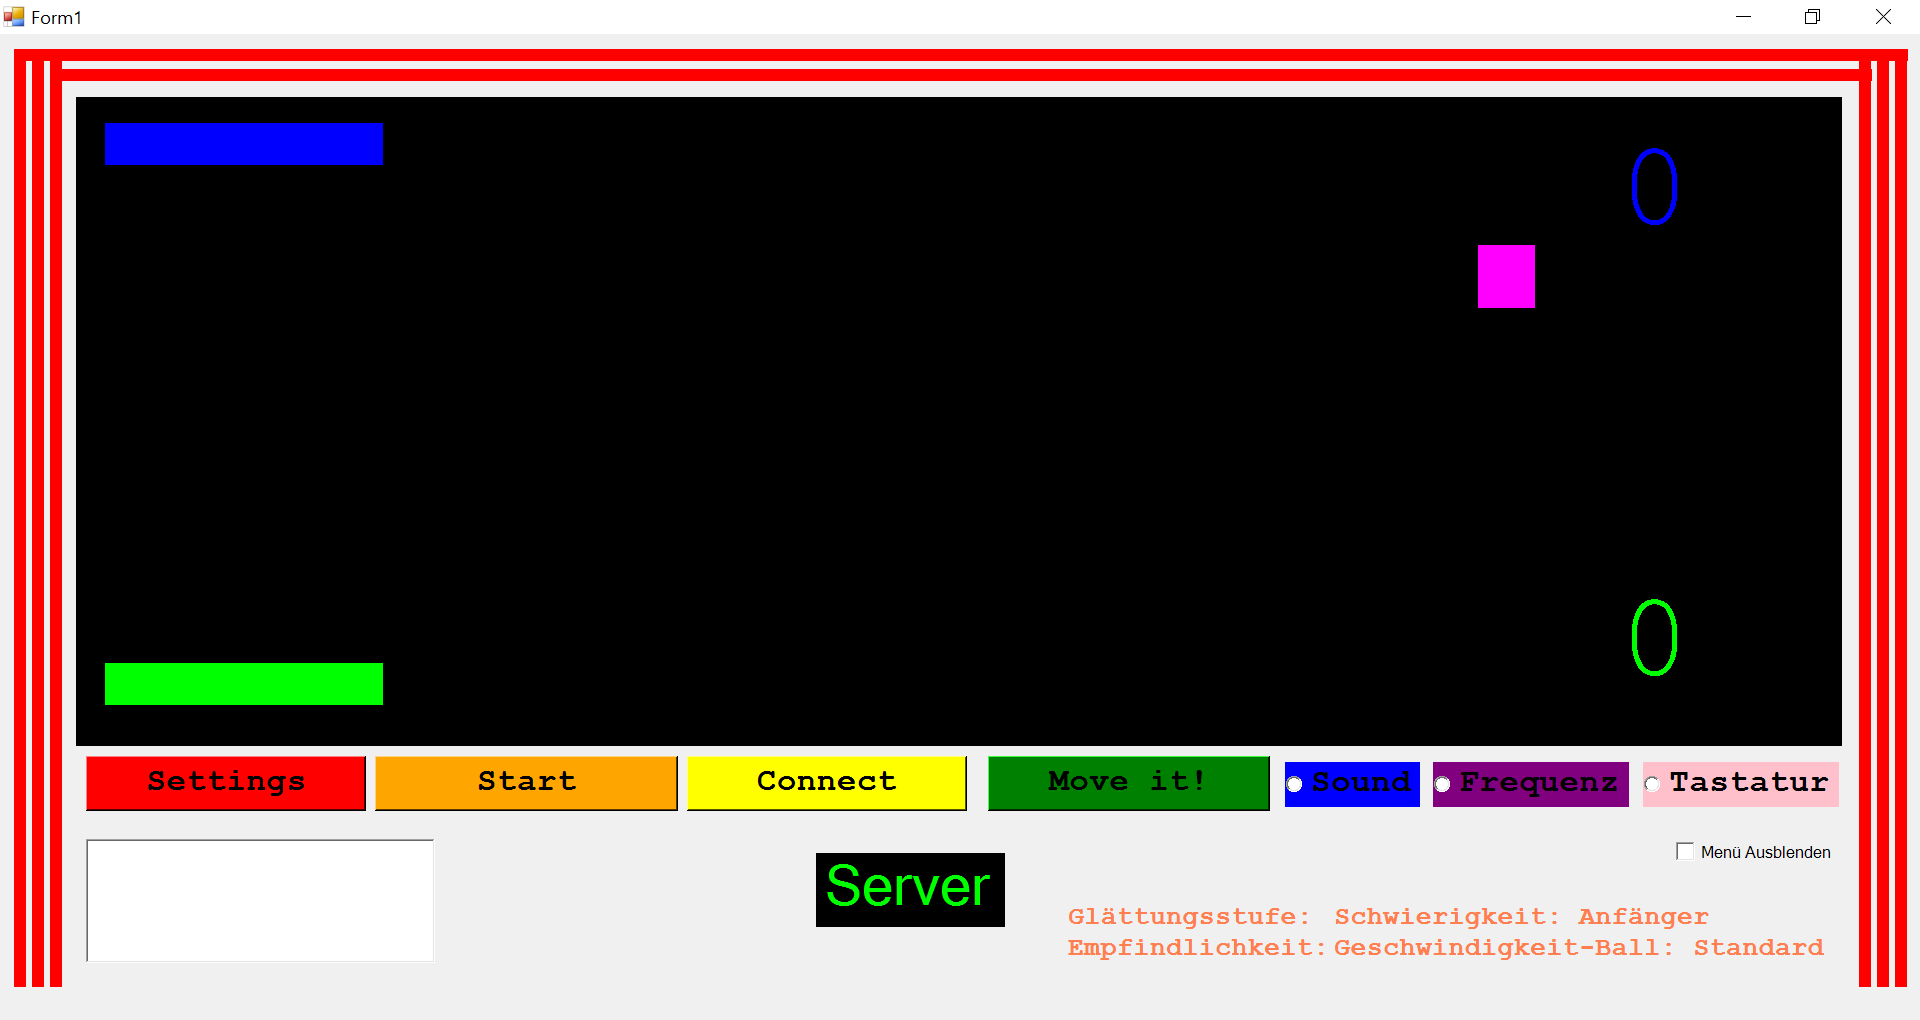 Form1
0
0
Settings Start Connect Move it! Sound Frequenz Tastatur
Menü Ausblenden
Server
Glättungsstufe: Schwierigkeit: Anfänger
Empfindlichkeit: Geschwindigkeit-Ball: Standard